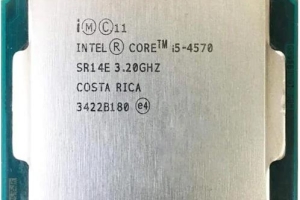 i Ⓜ Ⓒ 11
INTEL® CORE™ i5-4570
SR14E 3.20GHZ
COSTA RICA
3422B180 e4